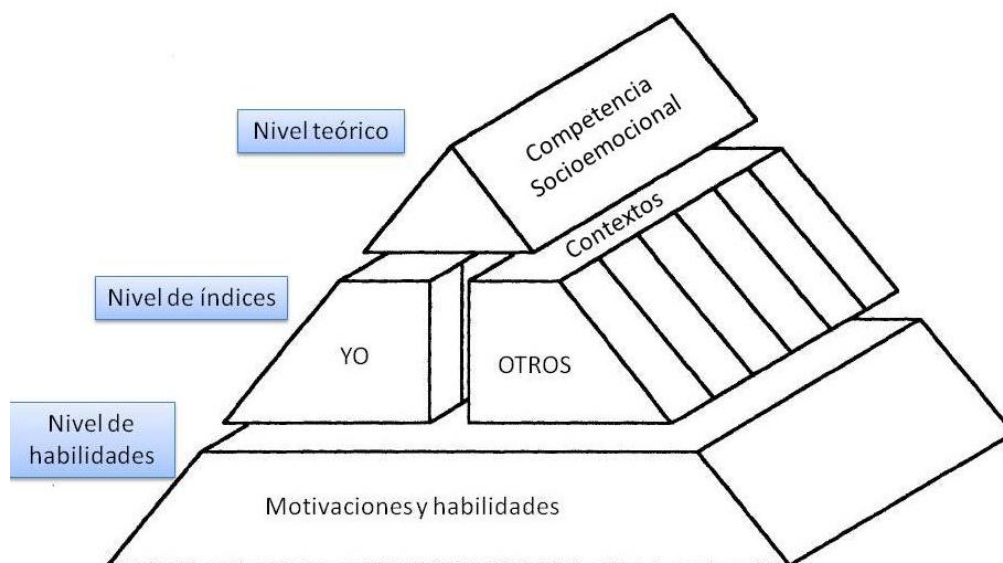 Nivel teórico
Competencia
Socioemocional
Contextos
Nivel de índices
YO
OTROS
Nivel de
habilidades
Motivaciones y habilidades